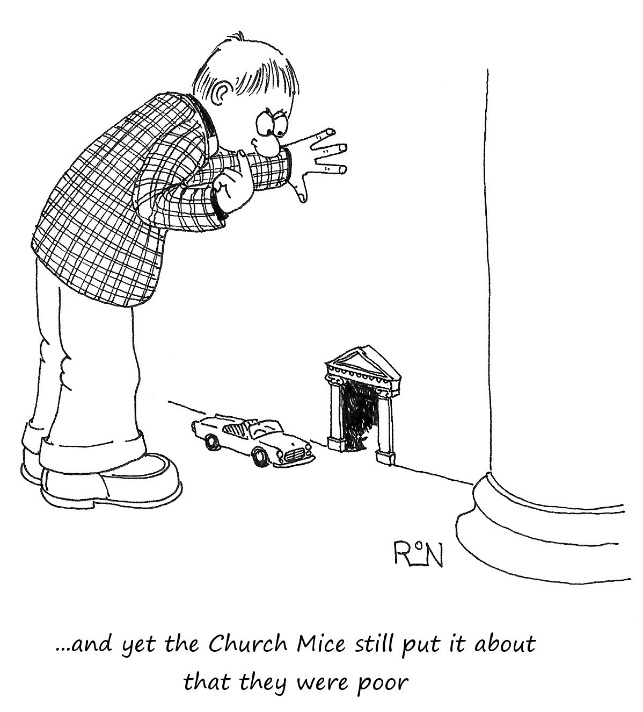 RON
...and yet the Church Mice still put it about
that they were poor